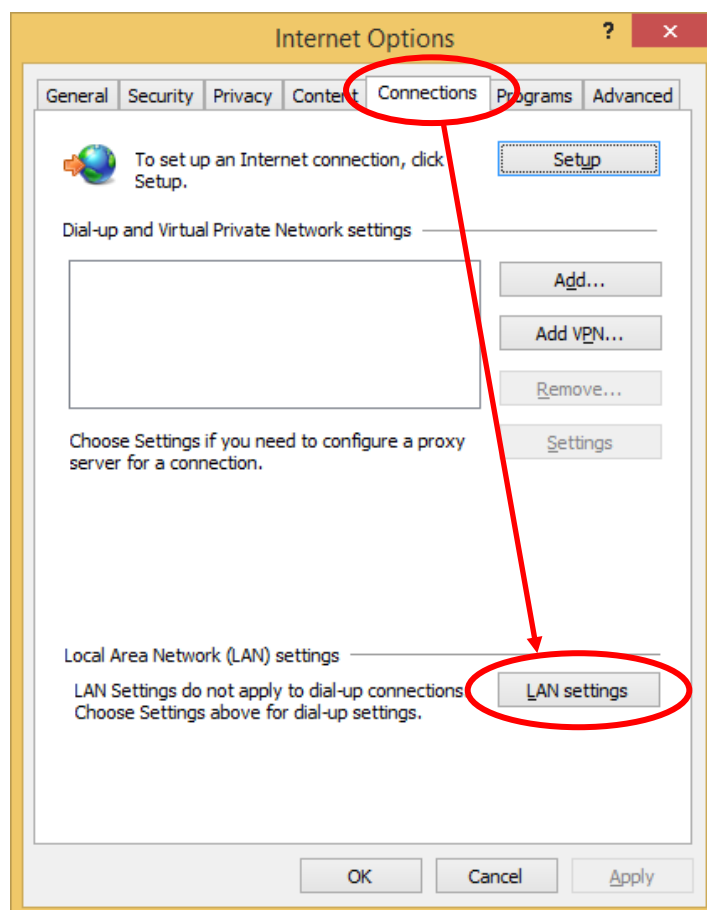 Internet Options
?
General Security Privacy Content Connections Programs Advanced
To set up an Internet connection, click
Setup.
Setup
Dial-up and Virtual Private Network settings
Add...
Add VPN...
Remove...
Choose Settings if you need to configure a proxy
server for a connection.
Settings
Local Area Network (LAN) settings
LAN Settings do not apply to dial-up connections
Choose Settings above for dial-up settings.
LAN settings
OK Cancel Apply